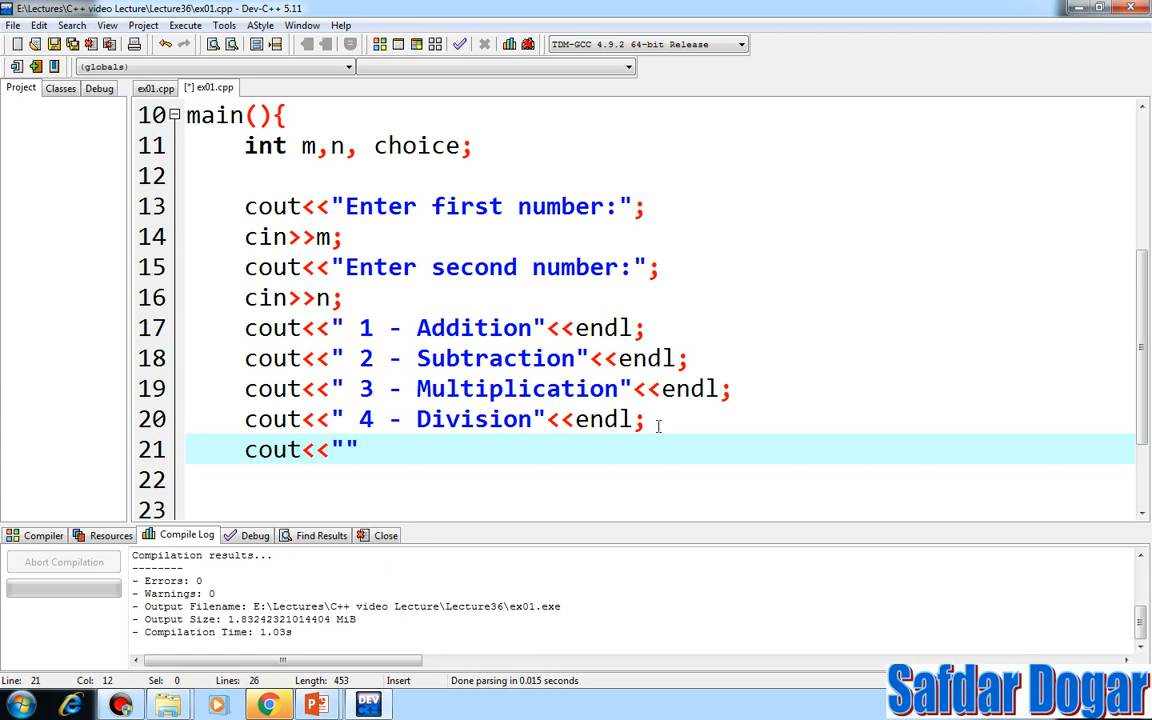 E:\Lectures\C++ video Lecture\Lecture36\ex01.cpp - Dev-C++ 5.11
File Edit Search View Project Execute Tools AStyle Window Help
TDM-GCC 4.9.2 64-bit Release
(globals)
Project Classes Debug ex01.cpp [*] ex01.cpp
10 main(){
11 int m,n, choice;
12
13 cout<<"Enter first number:";
14 cin>>m;
15 cout<<"Enter second number:";
16 cin>>n;
17 cout<<" 1 - Addition"<<endl;
18 cout<<" 2 - Subtraction"<<endl;
19 cout<<" 3 - Multiplication"<<endl;
20 cout<<" 4 - Division"<<endl;
21 cout<<""
22
23
Compiler Resources Compile Log Debug Find Results Close
Abort Compilation
Compilation results...
--------
- Errors: 0
- Warnings: 0
- Output Filename: E:\Lectures\C++ video Lecture\Lecture36\ex01.exe
- Output Size: 1.83242321014404 MiB
- Compilation Time: 1.03s
Line: 21 Col: 12 Sel: 0 Lines: 26 Length: 453 Insert Done parsing in 0.015 seconds
Safdar Dogar